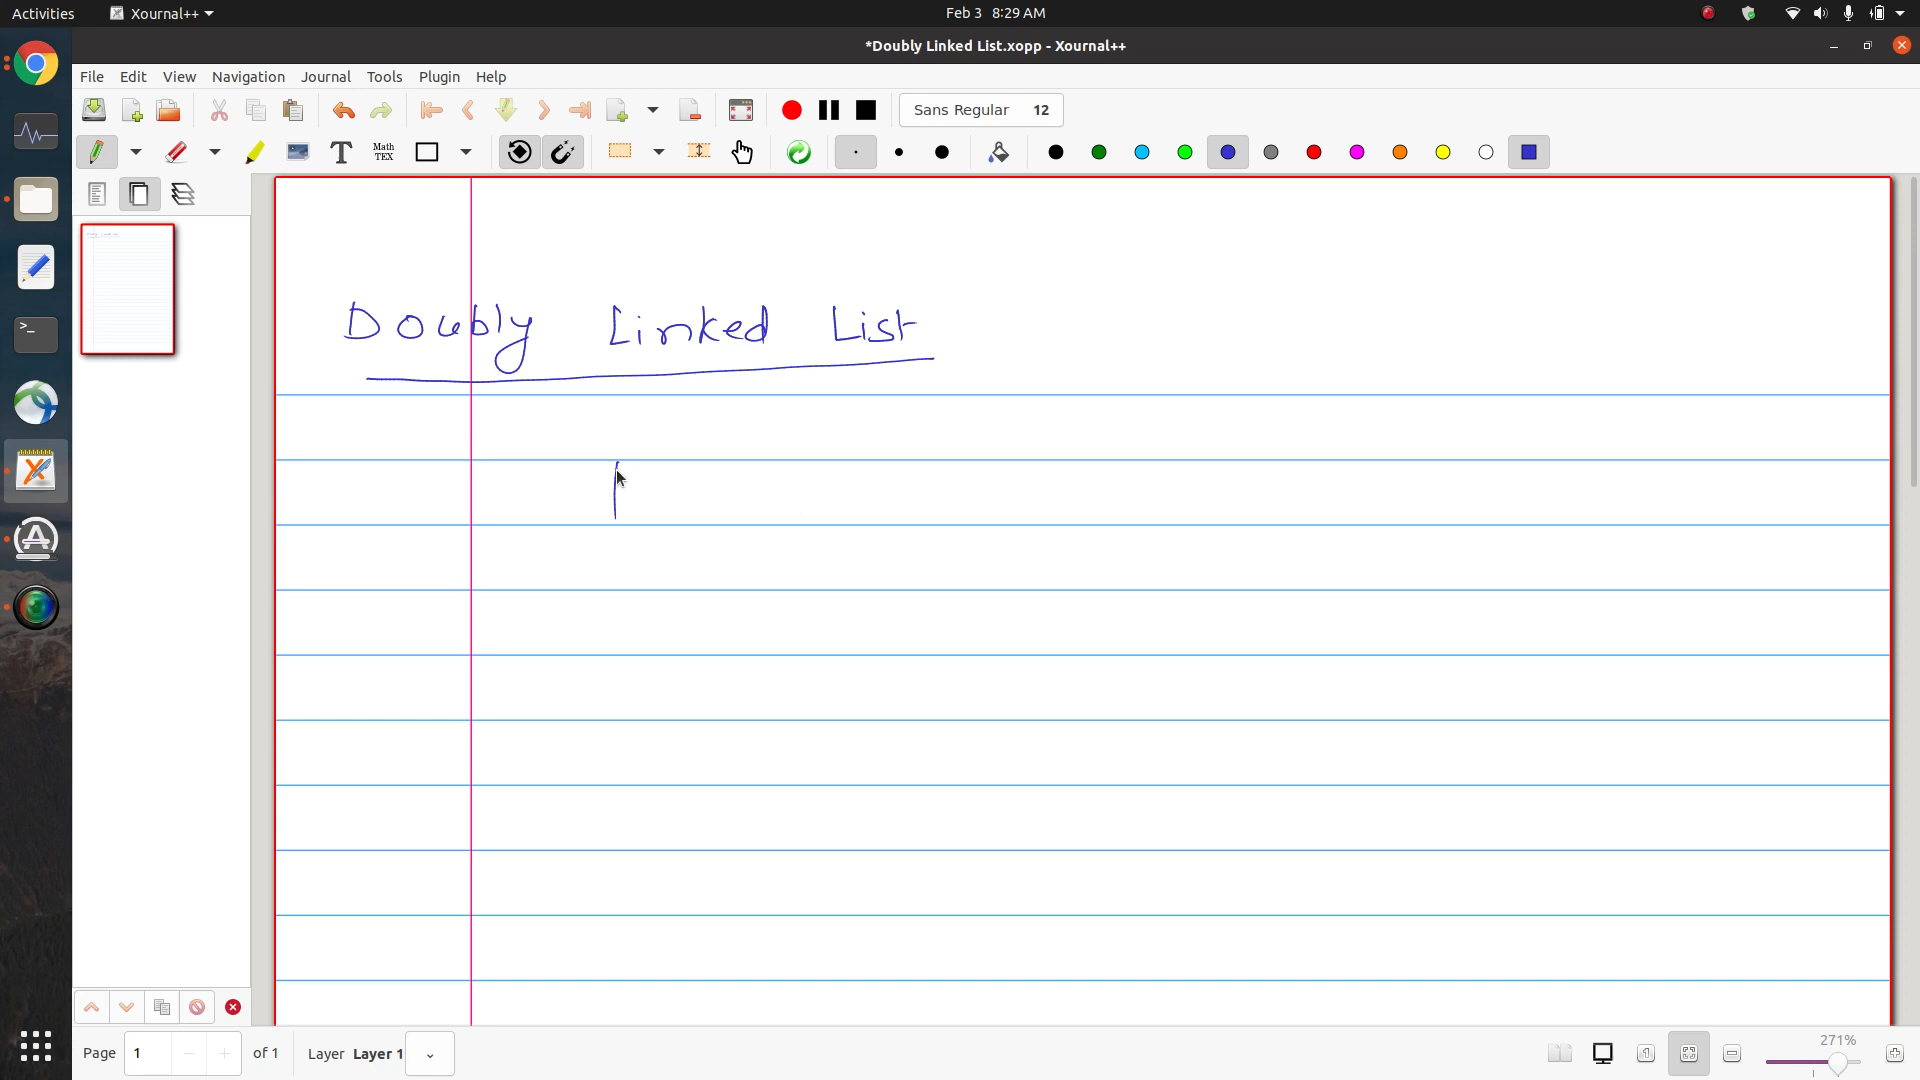 Activities Xournal++ Feb 3 8:29 AM
*Doubly Linked List.xopp - Xournal++
File Edit View Navigation Journal Tools Plugin Help
Sans Regular 12
Math
TEX
Doubly Linked List
271%
Page 1 of 1 Layer Layer 1